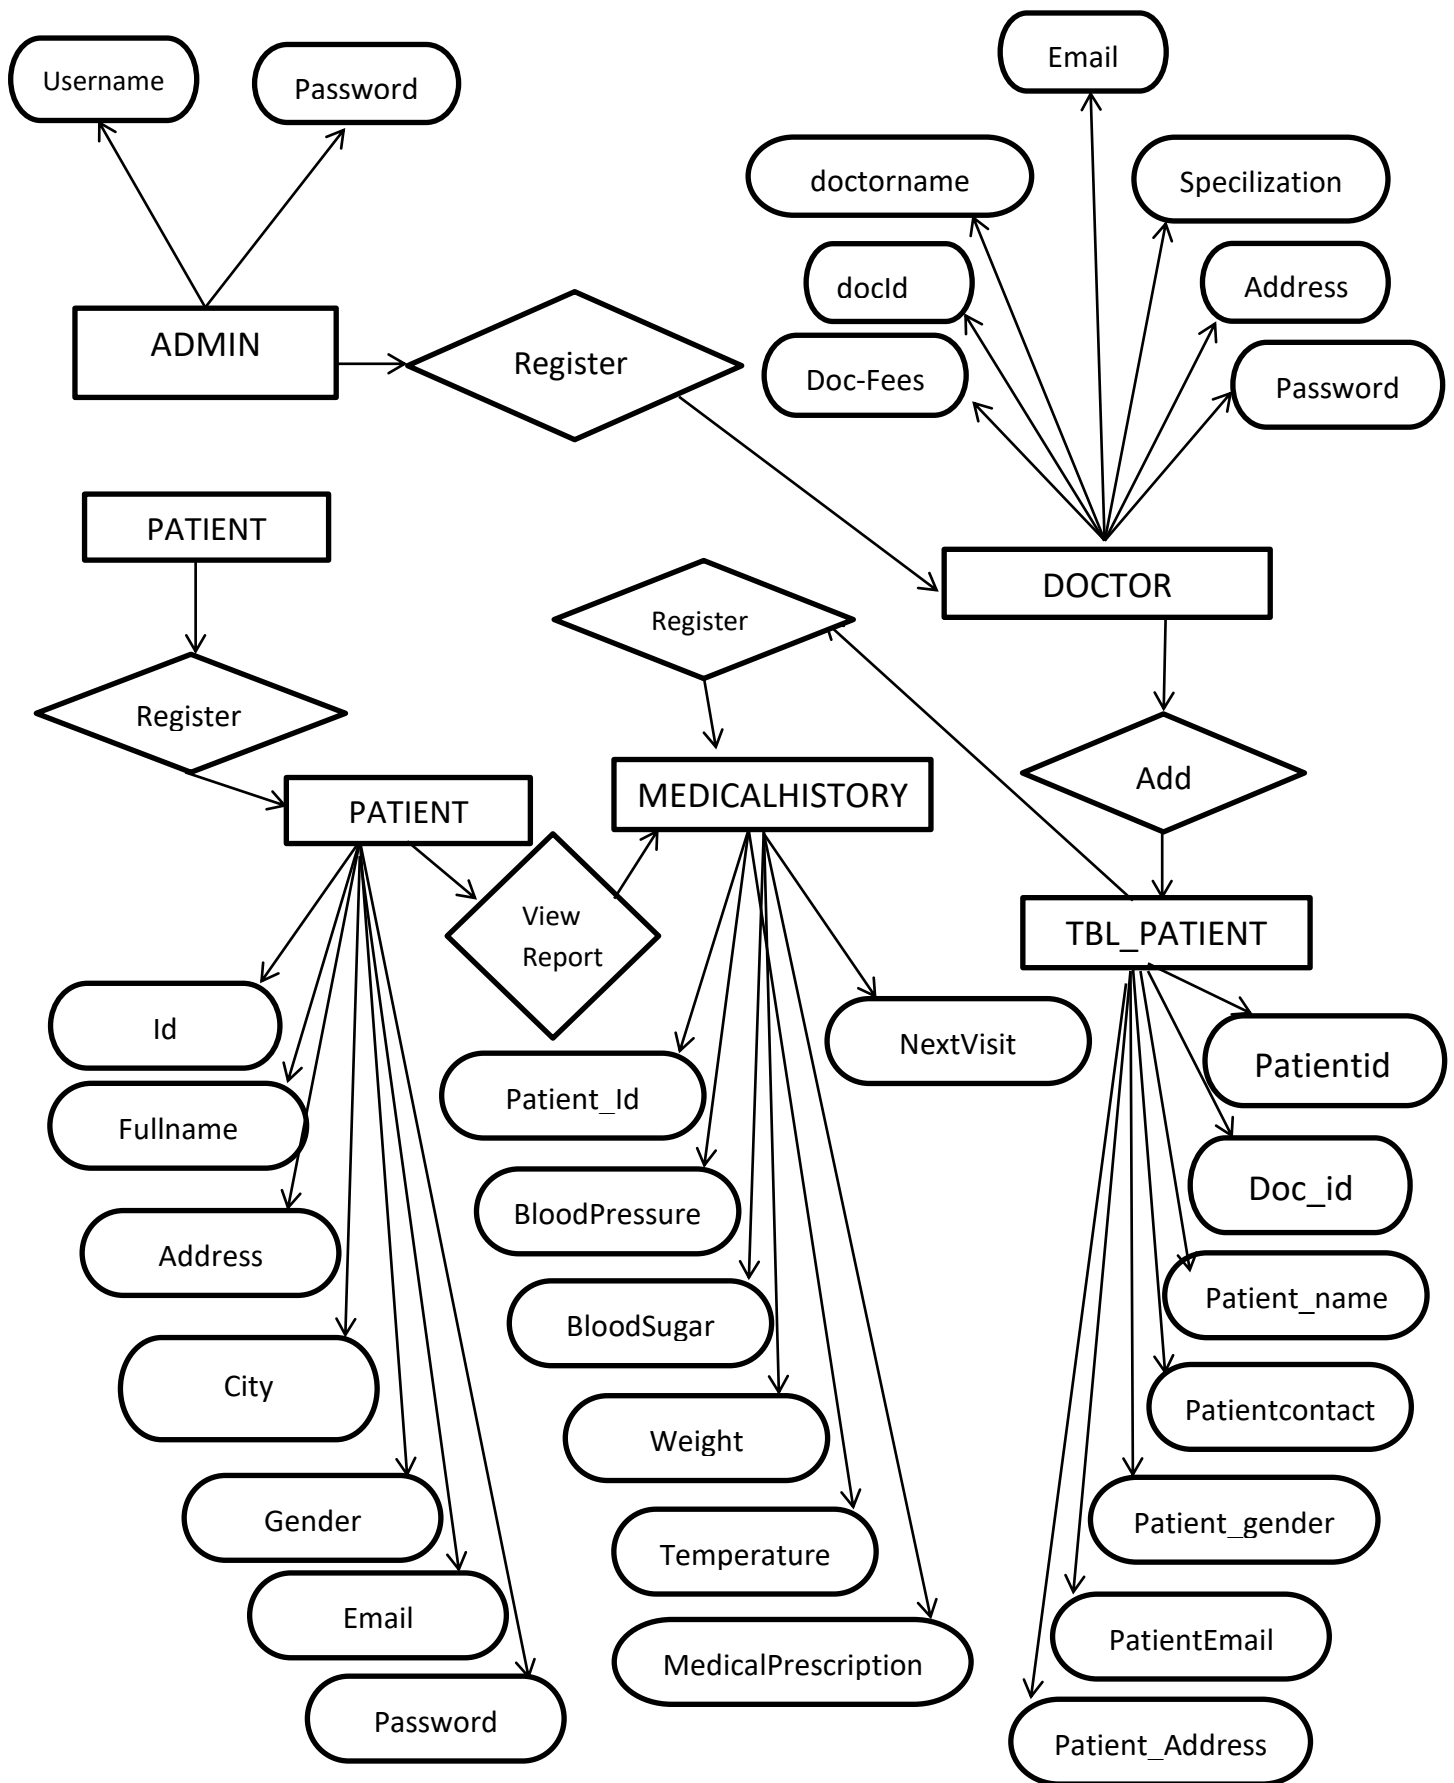 Email
Username
Password
doctorname
Specilization
docId
Address
ADMIN
Register
Doc-Fees
Password
PATIENT
DOCTOR
Register
Register
Add
PATIENT
MEDICALHISTORY
View
Report
TBL_PATIENT
Id
NextVisit
Patientid
Fullname
Patient_Id
Doc_id
Address
BloodPressure
Patient_name
BloodSugar
City
Patientcontact
Weight
Gender
Patient_gender
Temperature
Email
PatientEmail
MedicalPrescription
Password
Patient_Address